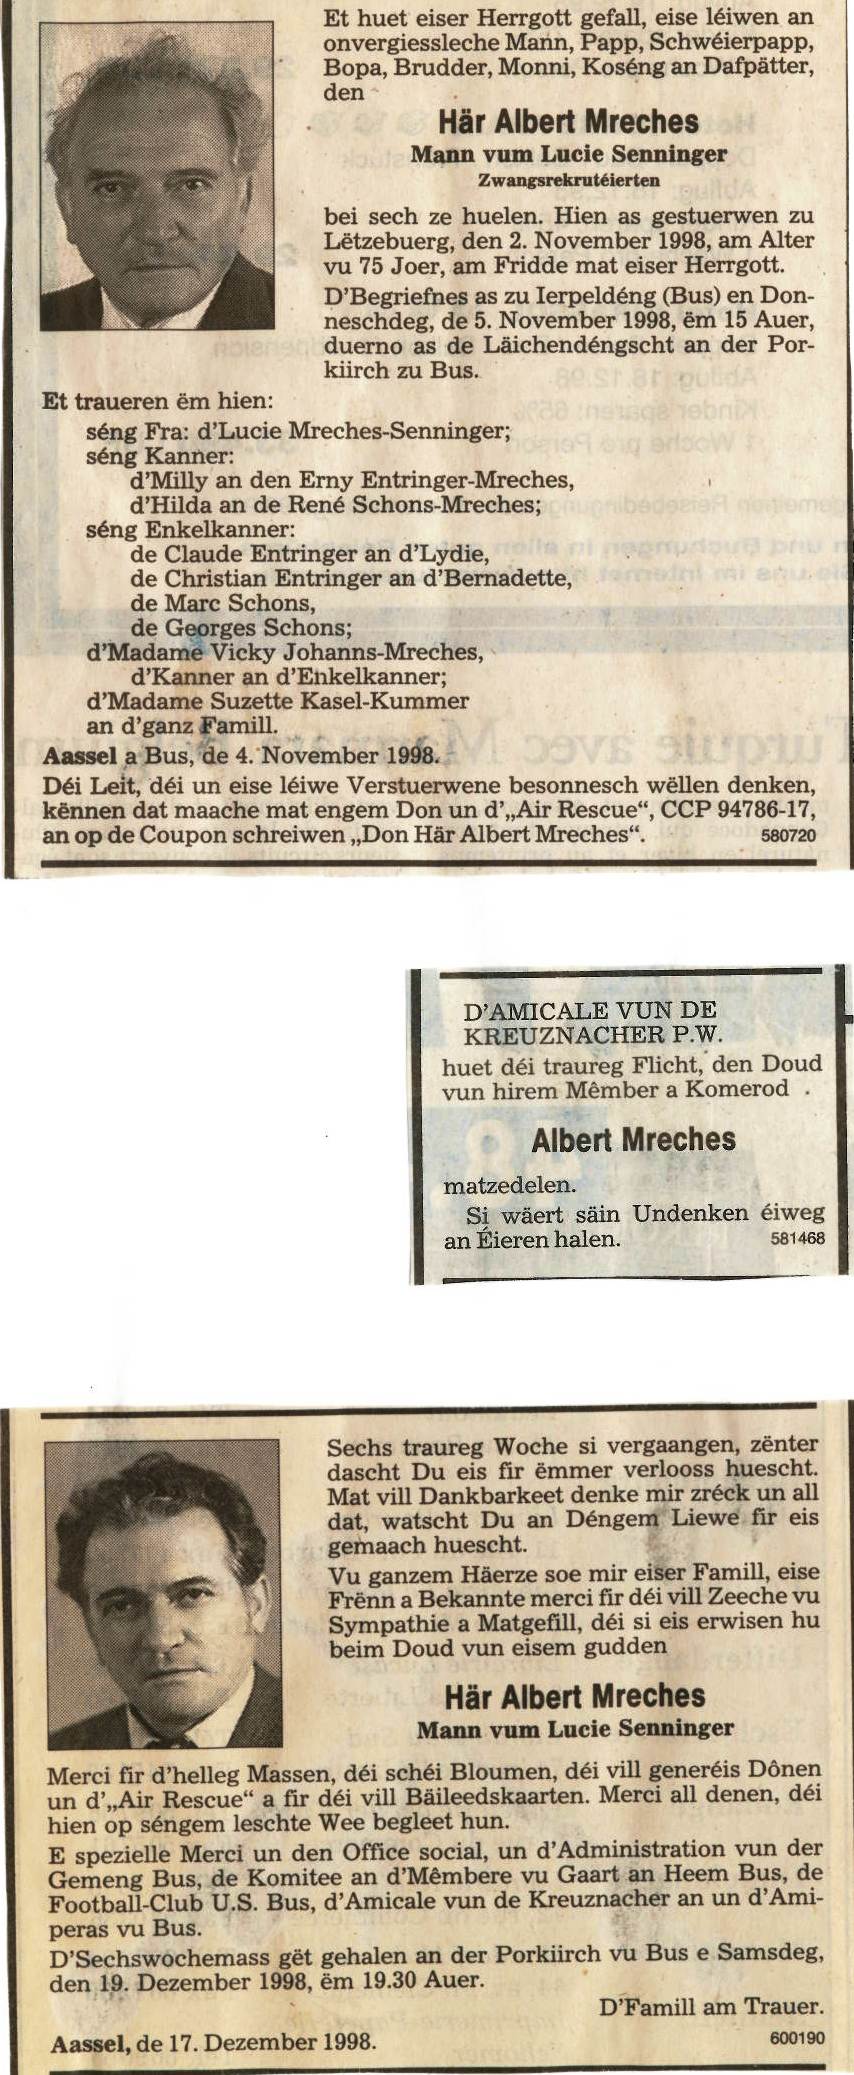 Et huet eiser Herrgott gefall, eise léiwen an
onvergiessleche Mann, Papp, Schwéierpapp,
Bopa, Brudder, Monni, Koséng an Dafpätter,
den
Här Albert Mreches
Mann vum Lucie Senninger
Zwangsrekrutéierten
bei sech ze huelen. Hien as gestuerwen zu
Lëtzebuerg, den 2. November 1998, am Alter
vu 75 Joer, am Fridde mat eiser Herrgott.
D'Begriefnes as zu Ierpeldéng (Bus) en Don-
neschdeg, de 5. November 1998, ëm 15 Auer,
duerno as de Läichendéngscht an der Por-
kiirch zu Bus.
Et traueren ëm hien:
séng Fra: d'Lucie Mreches-Senninger;
séng Kanner:
d'Milly an den Erny Entringer-Mreches,
d'Hilda an de René Schons-Mreches;
séng Enkelkanner:
de Claude Entringer an d'Lydie,
de Christian Entringer an d'Bernadette,
de Marc Schons,
de Georges Schons;
d'Madame Vicky Johanns-Mreches,
d'Kanner an d'Enkelkanner;
d'Madame Suzette Kasel-Kummer
an d'ganz Famill.
Aassel a Bus, de 4. November 1998.
Déi Leit, déi un eise léiwe Verstuerwene besonnesch wëllen denken,
kënnen dat maache mat engem Don un d'„Air Rescue“, CCP 94786-17,
an op de Coupon schreiwen „Don Här Albert Mreches“. 580720
D'AMICALE VUN DE
KREUZNACHER P.W.
huet déi traureg Flicht, den Doud
vun hirem Mêmber a Komerod
Albert Mreches
matzedelen.
Si wäert säin Undenken éiweg
an Éieren halen. 581468
Sechs traureg Woche si vergaangen, zënter
dascht Du eis fir ëmmer verlooss huescht.
Mat vill Dankbarkeet denke mir zréck un all
dat, watscht Du an Déngem Liewe fir eis
gemaach huescht.
Vu ganzem Häerze soe mir eiser Famill, eise
Frënn a Bekannte merci fir déi vill Zeeche vu
Sympathie a Matgefill, déi si eis erwisen hu
beim Doud vun eisem gudden
Här Albert Mreches
Mann vum Lucie Senninger
Merci fir d'helleg Massen, déi schéi Bloumen, déi vill generéis Dônen
un d'„Air Rescue“ a fir déi vill Bäileedskaarten. Merci all denen, déi
hien op séngem leschte Wee begleet hun.
E spezielle Merci un den Office social, un d'Administration vun der
Gemeng Bus, de Komitee an d'Mêmbere vu Gaart an Heem Bus, de
Football-Club U.S. Bus, d'Amicale vun de Kreuznacher an un d'Ami-
peras vu Bus.
D'Sechswochemass gët gehalen an der Porkiirch vu Bus e Samsdeg,
den 19. Dezember 1998, ëm 19.30 Auer.
D'Famill am Trauer.
Aassel, de 17. Dezember 1998. 600190